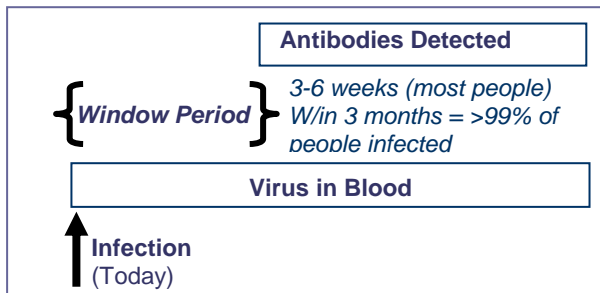 Antibodies Detected
Window Period
3-6 weeks (most people)
W/in 3 months = >99% of
people infected
Virus in Blood
Infection
(Today)